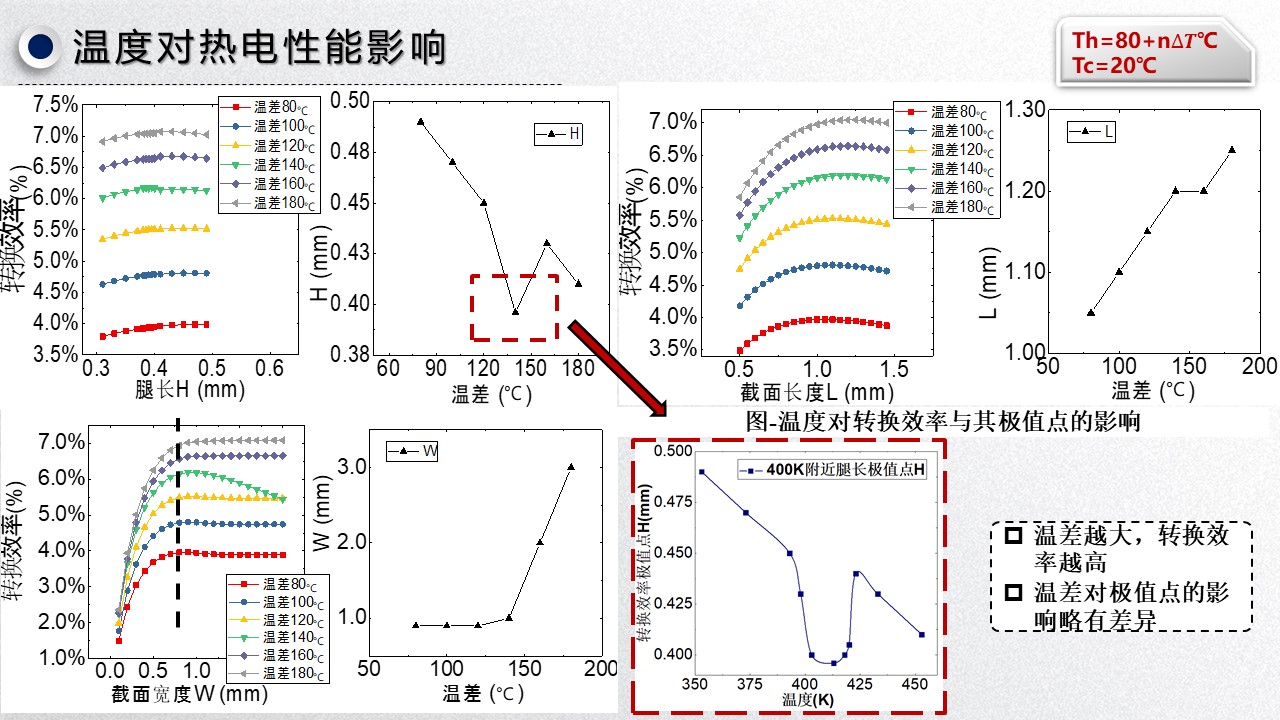 温度对热电性能影响
Th=80+nΔT℃
Tc=20℃
7.5%
7.0%
6.5%
6.0%
5.5%
5.0%
4.5%
4.0%
3.5%
转换效率(%)
0.3 0.4 0.5 0.6
腿长H (mm)
温差80℃
温差100℃
温差120℃
温差140℃
温差160℃
温差180℃
0.50
0.48
0.45
0.43
0.40
0.38
H (mm)
H
60 90 120 150 180
温差 (℃)
7.0%
6.5%
6.0%
5.5%
5.0%
4.5%
4.0%
3.5%
转换效率(%)
0.5 1.0 1.5
截面长度L (mm)
温差80℃
温差100℃
温差120℃
温差140℃
温差160℃
温差180℃
1.30
1.20
1.10
1.00
L (mm)
L
50 100 150 200
温差 (℃)
图-温度对转换效率与其极值点的影响
7.0%
6.0%
5.0%
4.0%
3.0%
2.0%
1.0%
转换效率(%)
0.0 0.5 1.0
截面宽度W (mm)
温差80℃
温差100℃
温差120℃
温差140℃
温差160℃
温差180℃
3.0
2.0
1.0
W (mm)
W
50 100 150 200
温差 (℃)
0.500
0.475
0.450
0.425
0.400
转换效率极值点H(mm)
400K附近腿长极值点H
350 375 400 425 450
温度(K)
温差越大，转换效
率越高
温差对极值点的影
响略有差异